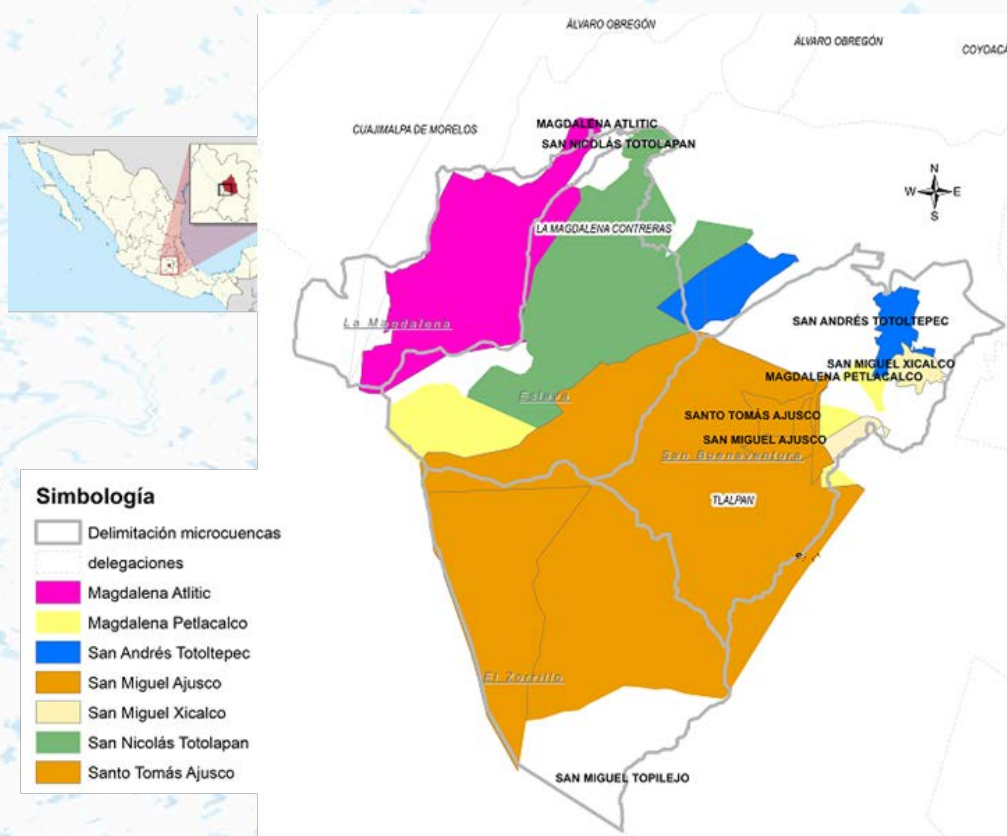 ÁLVARO OBREGÓN
ÁLVARO OBREGÓN
CUAJIMALPA DE MORELOS
MAGDALENA ATLITIC
SAN NICOLÁS TOTOLAPAN
N
W E
S
LA MAGDALENA CONTRERAS
La Magdalena
SAN ANDRÉS TOTOLTEPEC
SAN MIGUEL XICALCO
MAGDALENA PETLACALCO
Eslava
SANTO TOMÁS AJUSCO
SAN MIGUEL AJUSCO
San Buenaventura
TLALPAN
El Zorrillo
SAN MIGUEL TOPILEJO
Simbología
Delimitación microcuencas
delegaciones
Magdalena Atlitic
Magdalena Petlacalco
San Andrés Totoltepec
San Miguel Ajusco
San Miguel Xicalco
San Nicolás Totolapan
Santo Tomás Ajusco